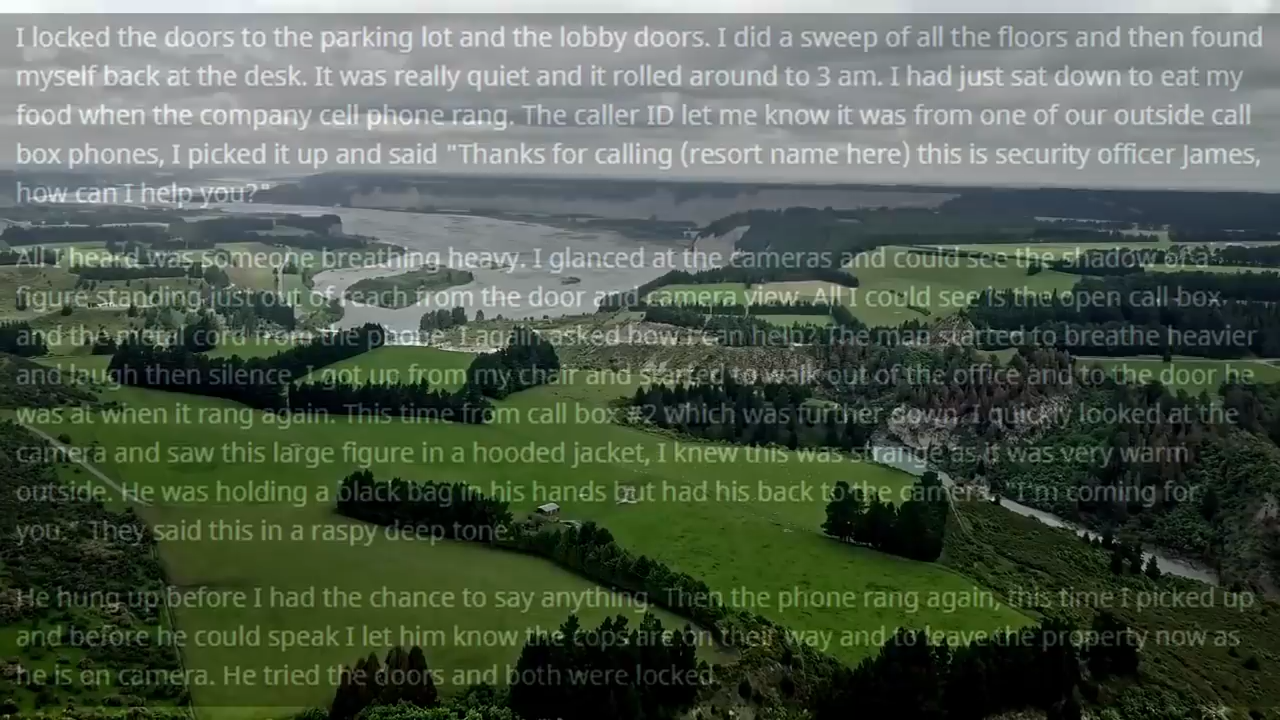 I locked the doors to the parking lot and the lobby doors. I did a sweep of all the floors and then found
myself back at the desk. It was really quiet and it rolled around to 3 am. I had just sat down to eat my
food when the company cell phone rang. The caller ID let me know it was from one of our outside call
box phones, I picked it up and said "Thanks for calling (resort name here) this is security officer James,
how can I help you?"
All I heard was someone breathing heavy. I glanced at the cameras and could see the shadow of a
figure standing just out of reach from the door and camera view. All I could see is the open call box
and the night cord from the phone. I again asked how I can help. The man started to breathe heavier
and laugh then silence. I got up from my chair and started to walk out of the office and to the door he
was at when it rang again. This time from call box #2 which was further down. I quickly looked at the
camera and saw this large figure in a hooded jacket, I knew this was strange as it was very warm
outside. He was holding a black bag in his hands but had his back to the camera. "I'm coming for
you." They said this in a raspy deep tone.
He hung up before I had the chance to say anything. Then the phone rang again, this time I picked up
and before he could speak I let him know the cops are on their way and to leave the property now as
he is on camera. He tried the doors and both were locked.